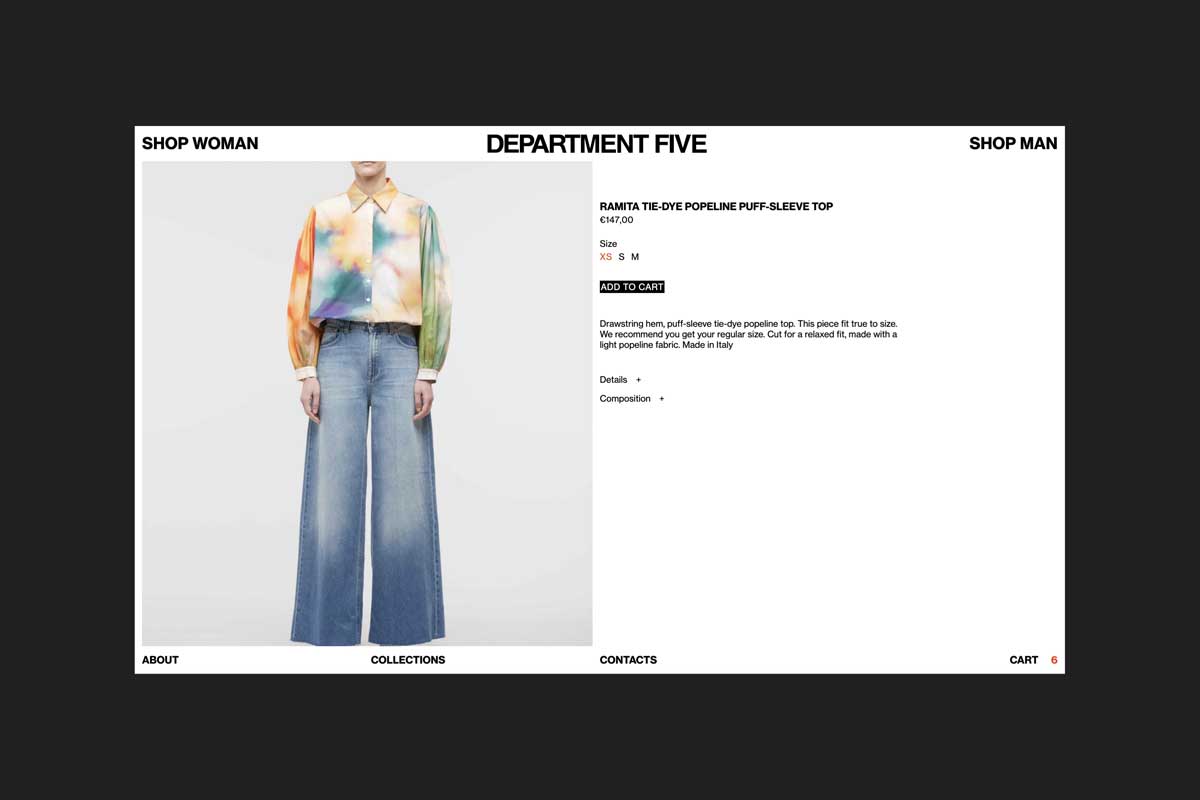 SHOP WOMAN
DEPARTMENT FIVE
SHOP MAN
RAMITA TIE-DYE POPELINE PUFF-SLEEVE TOP
€147,00
Size
XS S M
ADD TO CART
Drawstring hem, puff-sleeve tie-dye popeline top. This piece fit true to size.
We recommend you get your regular size. Cut for a relaxed fit, made with a
light popeline fabric. Made in Italy
Details +
Composition +
ABOUT
COLLECTIONS
CONTACTS
CART 6